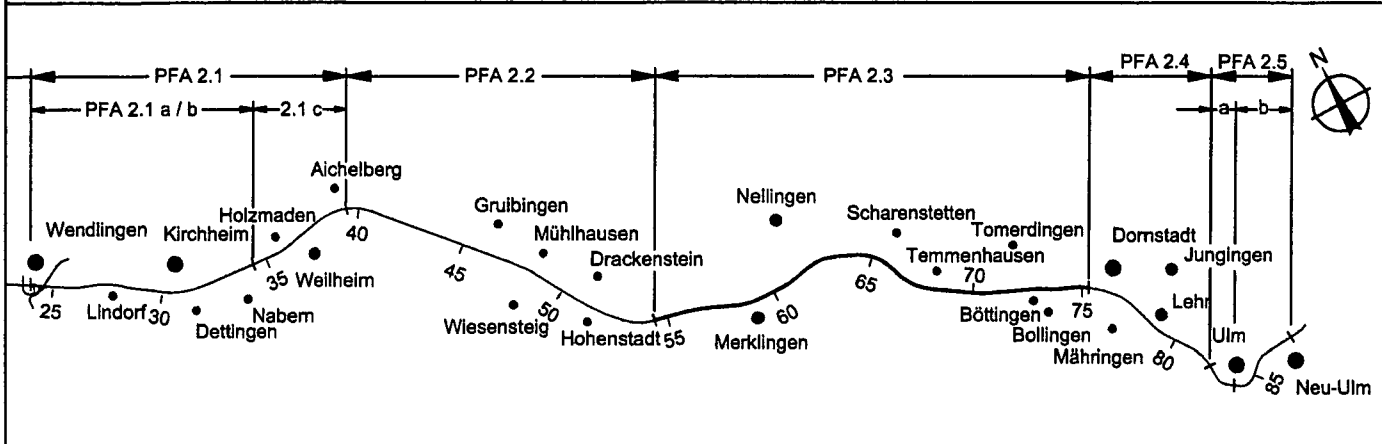 PFA 2.1
PFA 2.2
PFA 2.3
PFA 2.4
PFA 2.5
N
PFA 2.1 a / b
2.1 c
a
b
Aichelberg
Wendlingen
Holzmaden
Kirchheim
Weilheim
Gruibingen
Mühlhausen
Drackenstein
Nellingen
Scharenstetten
Tomerdingen
Temmenhausen
Dornstadt
Jungingen
25
Lindorf
30
Dettingen
Nabern
35
40
45
Wiesensteig
50
Hohenstadt
55
Merklingen
60
65
70
Böttingen
Bollingen
75
Mähringen
Lehr
80
Ulm
85
Neu-Ulm